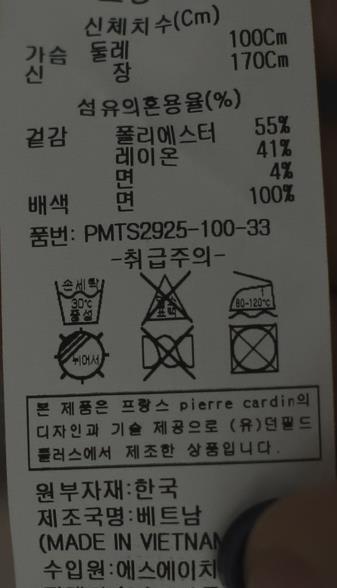 신체치수(Cm)
가슴 둘레 100Cm
신 장 170Cm
섬유의혼용율(%)
겉감 폴리에스터 55%
레이온 41%
면 4%
배색 면 100%
품번: PMTS2925-100-33
-취급주의-
손세탁 30℃ 중성
80-120℃
뉘어서
본 제품은 프랑스 pierre cardin의
디자인과 기술 제공으로 (유)던필드
플러스에서 제조한 상품입니다.
원부자재:한국
제조국명:베트남
(MADE IN VIETNAM
수입원:에스에이치